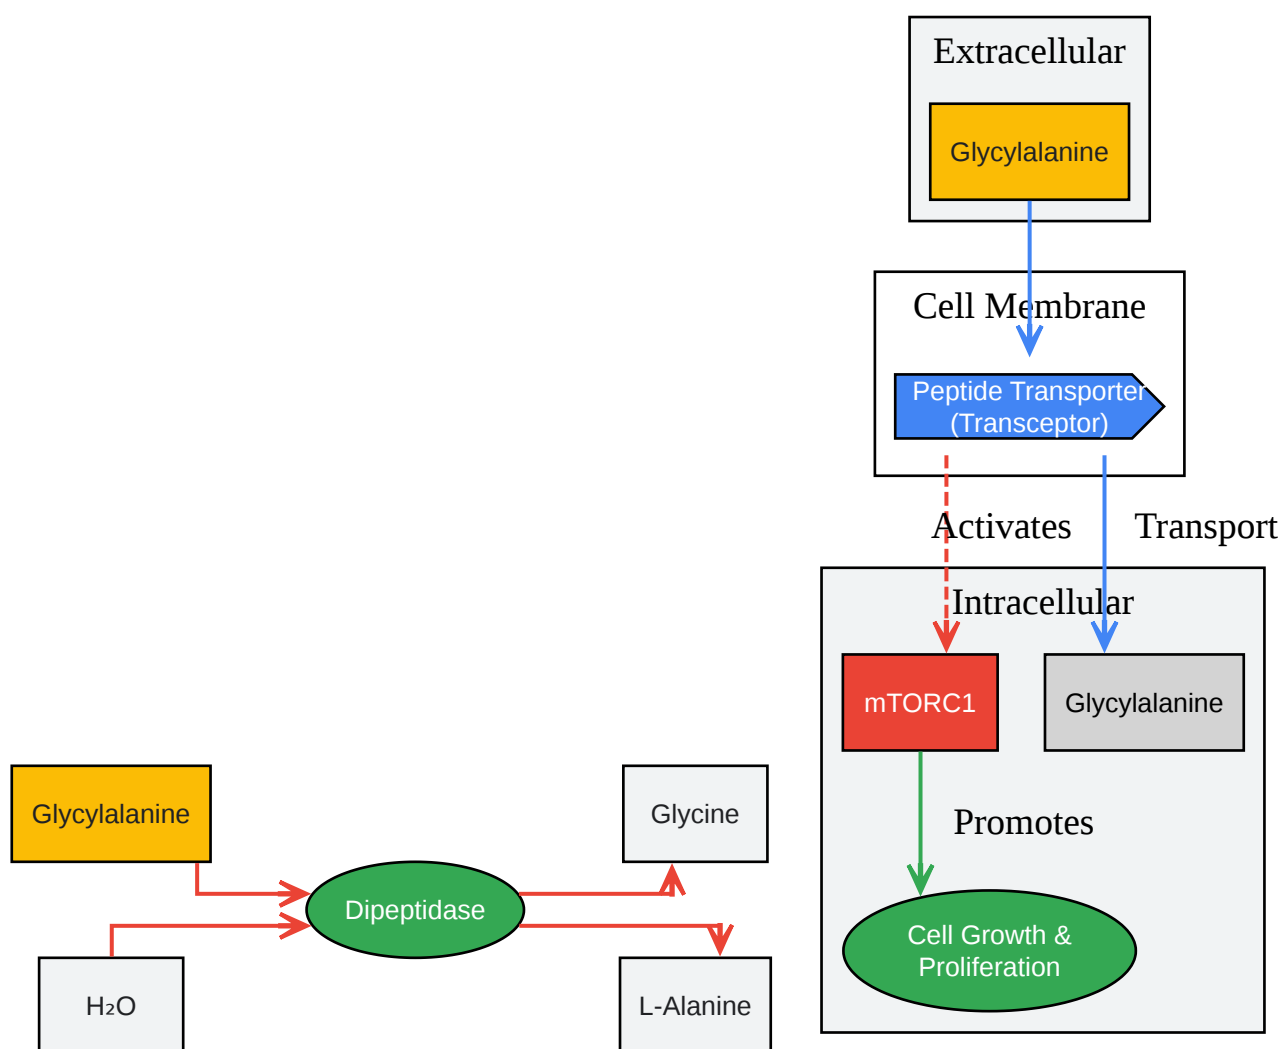 Extracellular
Glycylalanine
Cell Membrane
Peptide Transporter
(Transceptor)
Activates
Transport
Intracellular
mTORC1
Glycylalanine
Promotes
Cell Growth &
Proliferation
Glycylalanine
Glycine
Dipeptidase
H₂O
L-Alanine